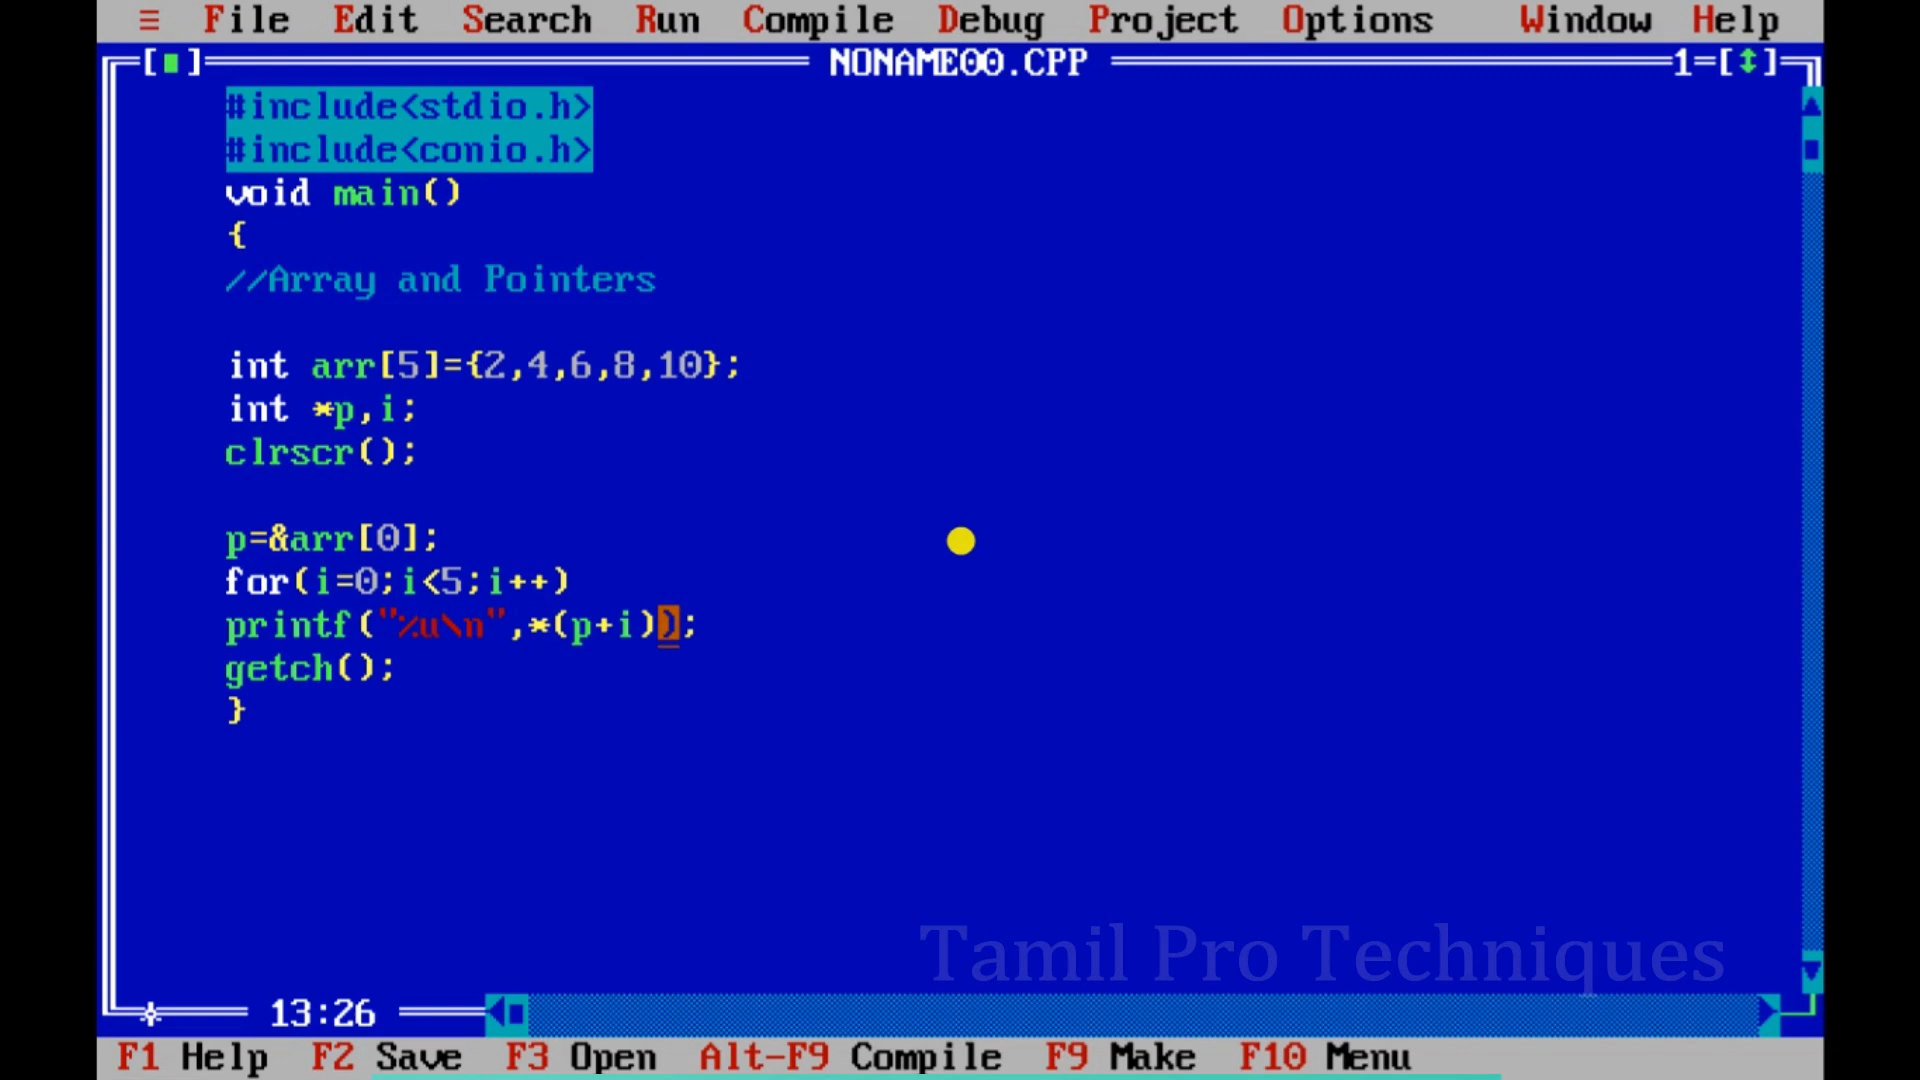 ≡ File Edit Search Run Compile Debug Project Options Window Help
[■] NONAME00.CPP 1=[↕]
#include<stdio.h>
#include<conio.h>
void main()
{
//Array and Pointers
int arr[5]={2,4,6,8,10};
int *p,i;
clrscr();
p=&arr[0];
for(i=0;i<5;i++)
printf("%u\n",*(p+i));
getch();
}
Tamil Pro Techniques
13:26
F1 Help F2 Save F3 Open Alt-F9 Compile F9 Make F10 Menu